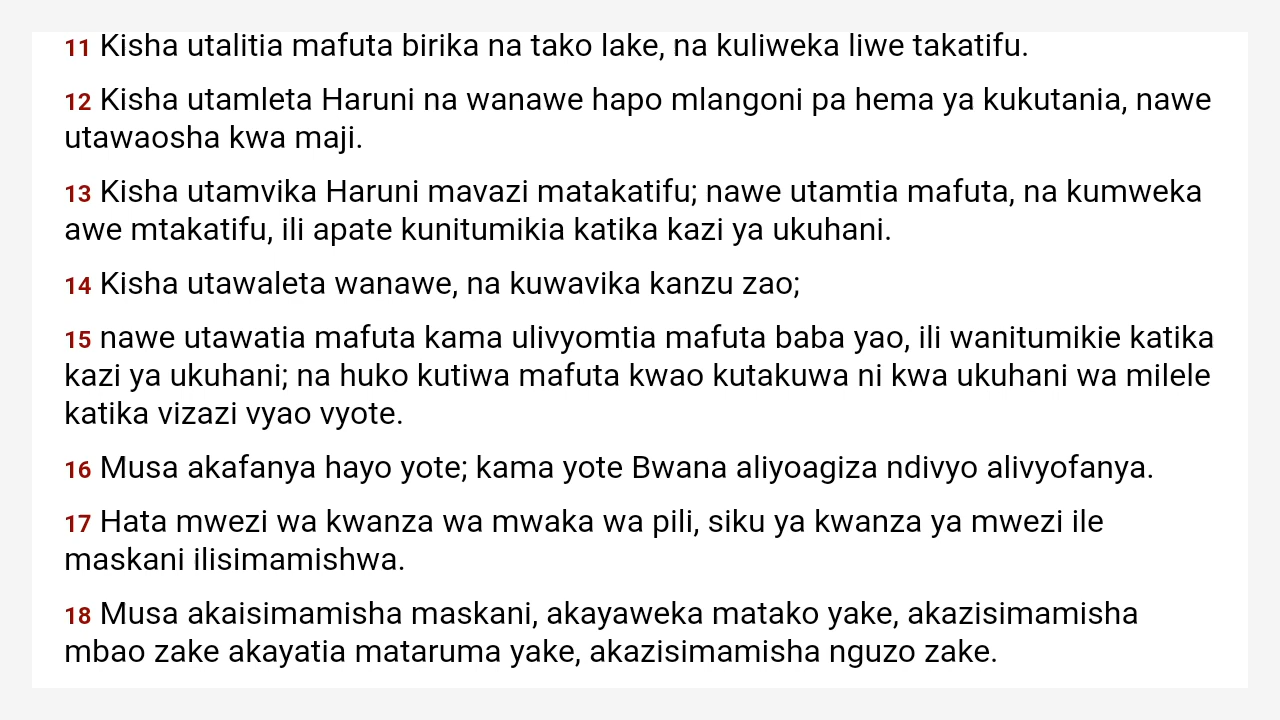 11 Kisha utalitia mafuta birika na tako lake, na kuliweka liwe takatifu.
12 Kisha utamleta Haruni na wanawe hapo mlangoni pa hema ya kukutania, nawe
utawaosha kwa maji.
13 Kisha utamvika Haruni mavazi matakatifu; nawe utamtia mafuta, na kumweka
awe mtakatifu, ili apate kunitumikia katika kazi ya ukuhani.
14 Kisha utawaleta wanawe, na kuwavika kanzu zao;
15 nawe utawatia mafuta kama ulivyomtia mafuta baba yao, ili wanitumikie katika
kazi ya ukuhani; na huko kutiwa mafuta kwao kutakuwa ni kwa ukuhani wa milele
katika vizazi vyao vyote.
16 Musa akafanya hayo yote; kama yote Bwana aliyoagiza ndivyo alivyofanya.
17 Hata mwezi wa kwanza wa mwaka wa pili, siku ya kwanza ya mwezi ile
maskani ilisimamishwa.
18 Musa akaisimamisha maskani, akayaweka matako yake, akazisimamisha
mbao zake akayatia mataruma yake, akazisimamisha nguzo zake.